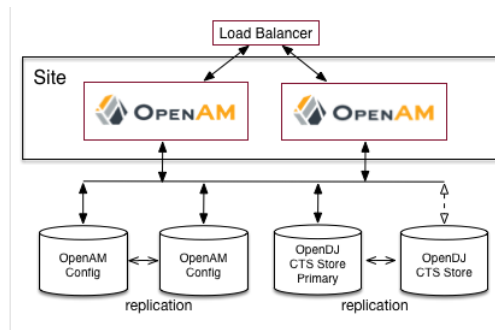 Load Balancer
Site
OPENAM
OPENAM
OpenAM
Config
OpenAM
Config
OpenDJ
CTS Store
Primary
OpenDJ
CTS Store
replication
replication